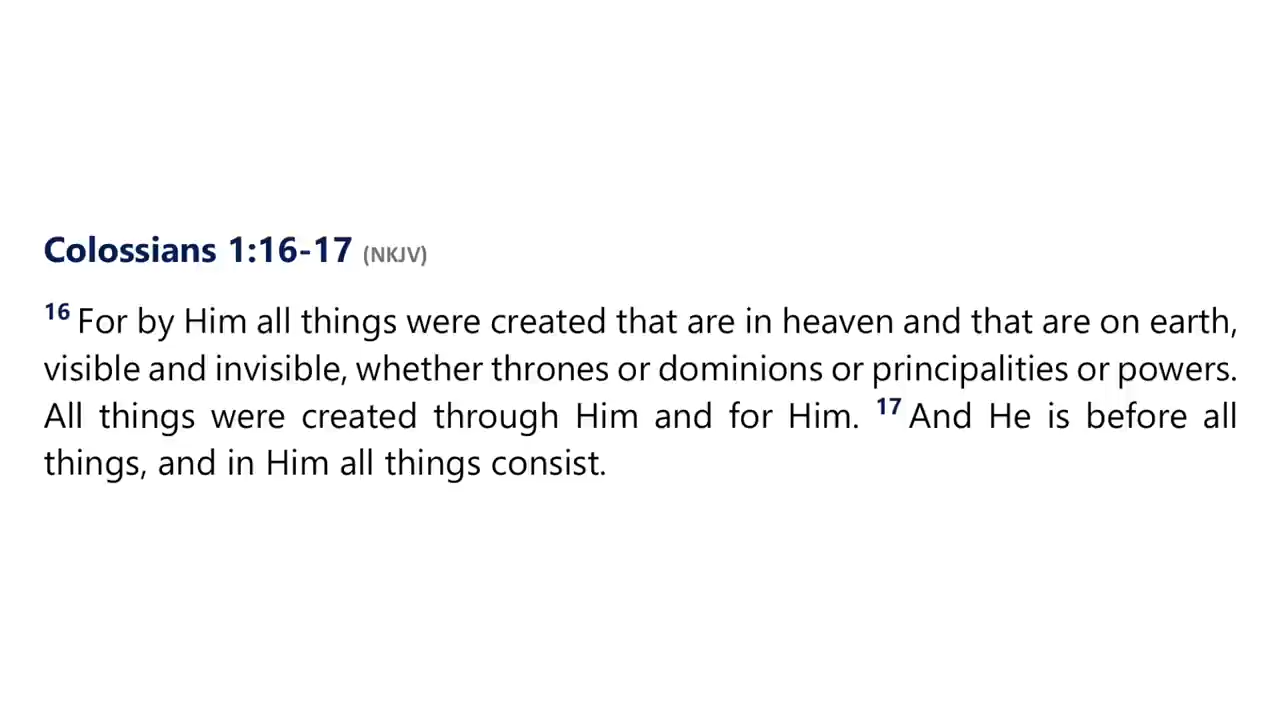 Colossians 1:16-17 (NKJV)
16 For by Him all things were created that are in heaven and that are on earth,
visible and invisible, whether thrones or dominions or principalities or powers.
All things were created through Him and for Him. 17 And He is before all
things, and in Him all things consist.